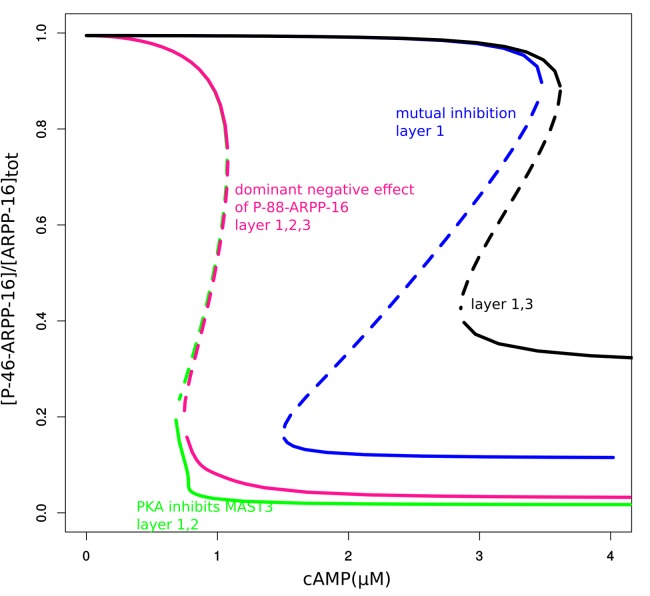 [P-46-ARPP-16]/[ARPP-16]tot
1.0
0.8
0.6
0.4
0.2
0.0
mutual inhibition
layer 1
dominant negative effect
of P-88-ARPP-16
layer 1,2,3
layer 1,3
PKA inhibits MAST3
layer 1,2
0 1 2 3 4
cAMP(μM)